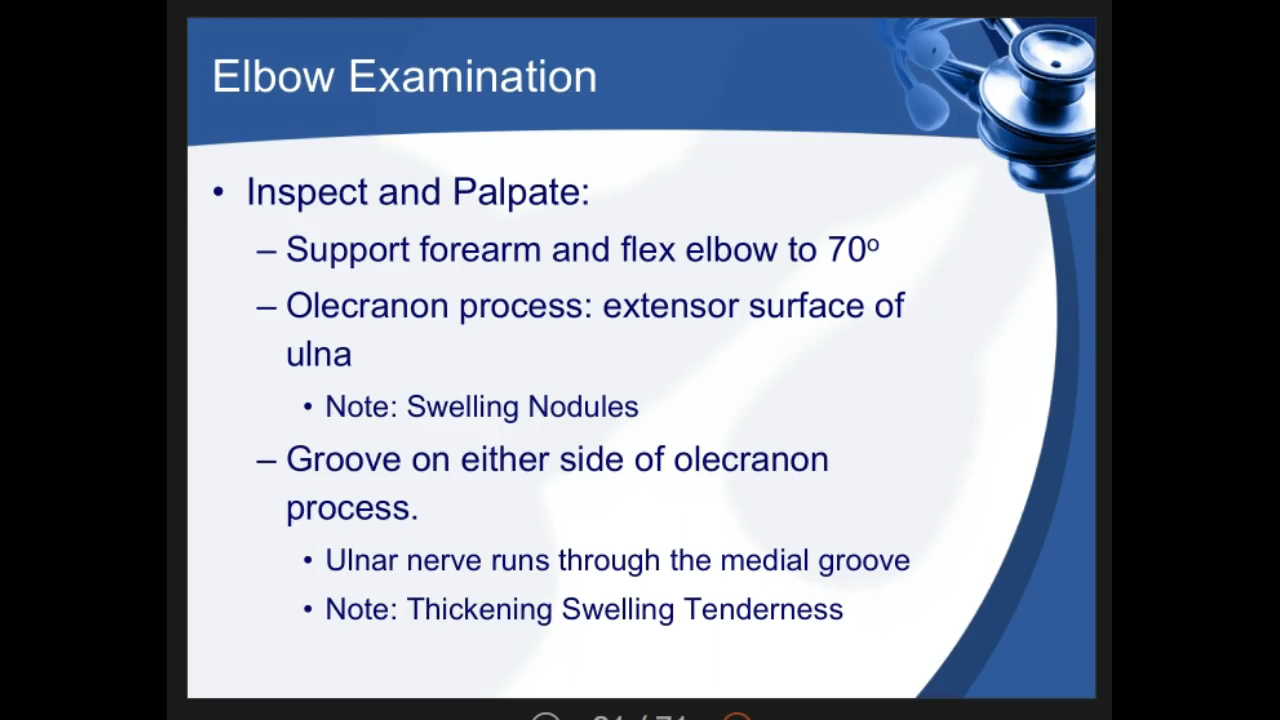 Elbow Examination
• Inspect and Palpate:
– Support forearm and flex elbow to 70º
– Olecranon process: extensor surface of
ulna
• Note: Swelling Nodules
– Groove on either side of olecranon
process.
• Ulnar nerve runs through the medial groove
• Note: Thickening Swelling Tenderness